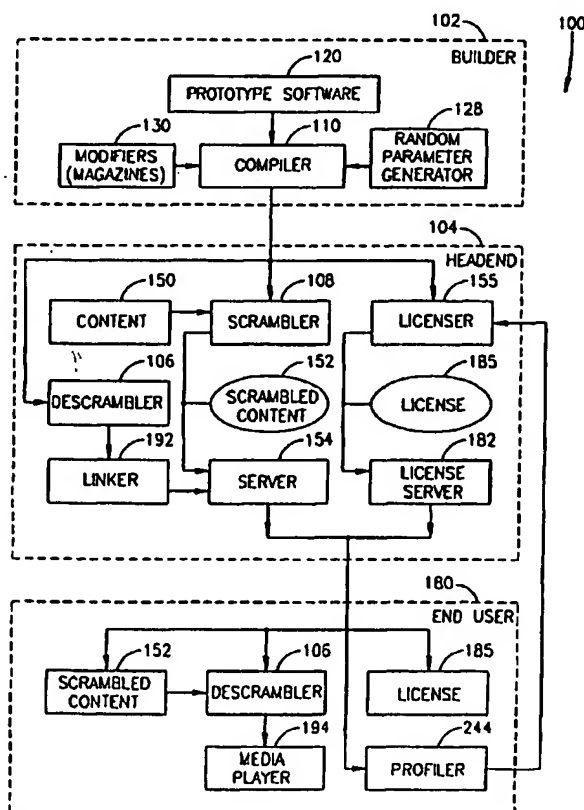 102
100
BUILDER
120
PROTOTYPE SOFTWARE
130
110
128
MODIFIERS
(MAGAZINES)
COMPILER
RANDOM
PARAMETER
GENERATOR
104
HEADEND
150
108
155
CONTENT
SCRAMBLER
LICENSER
106
152
185
DESCRAMBLER
SCRAMBLED
CONTENT
LICENSE
192
154
182
LINKER
SERVER
LICENSE
SERVER
180
END USER
152
106
185
SCRAMBLED
CONTENT
DESCRAMBLER
LICENSE
194
244
MEDIA
PLAYER
PROFILER